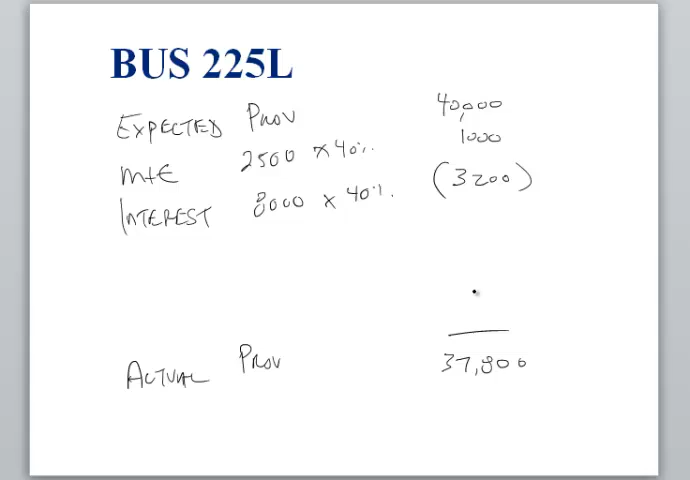 BUS 225L
EXPECTED PROV 40,000
M+E 2500 x 40%. 1000
INTEREST 8000 x 40%. (3200)
ACTUAL PROV 37,800